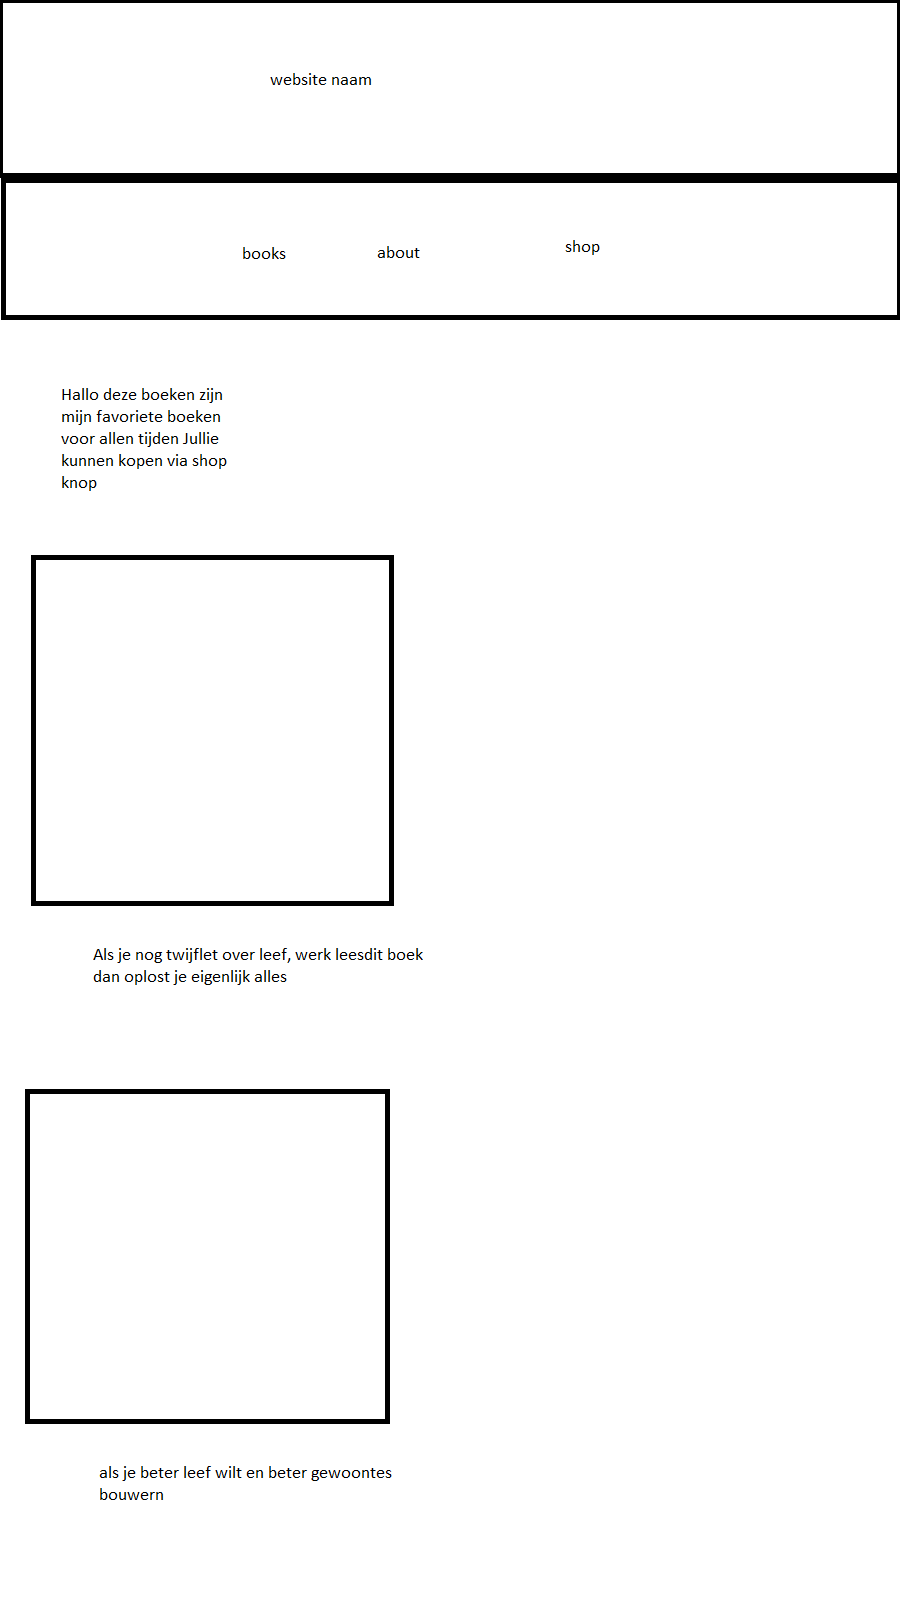 website naam
books about shop
Hallo deze boeken zijn
mijn favoriete boeken
voor allen tijden Jullie
kunnen kopen via shop
knop
Als je nog twijflet over leef, werk leesdit boek
dan oplost je eigenlijk alles
als je beter leef wilt en beter gewoontes
bouwern